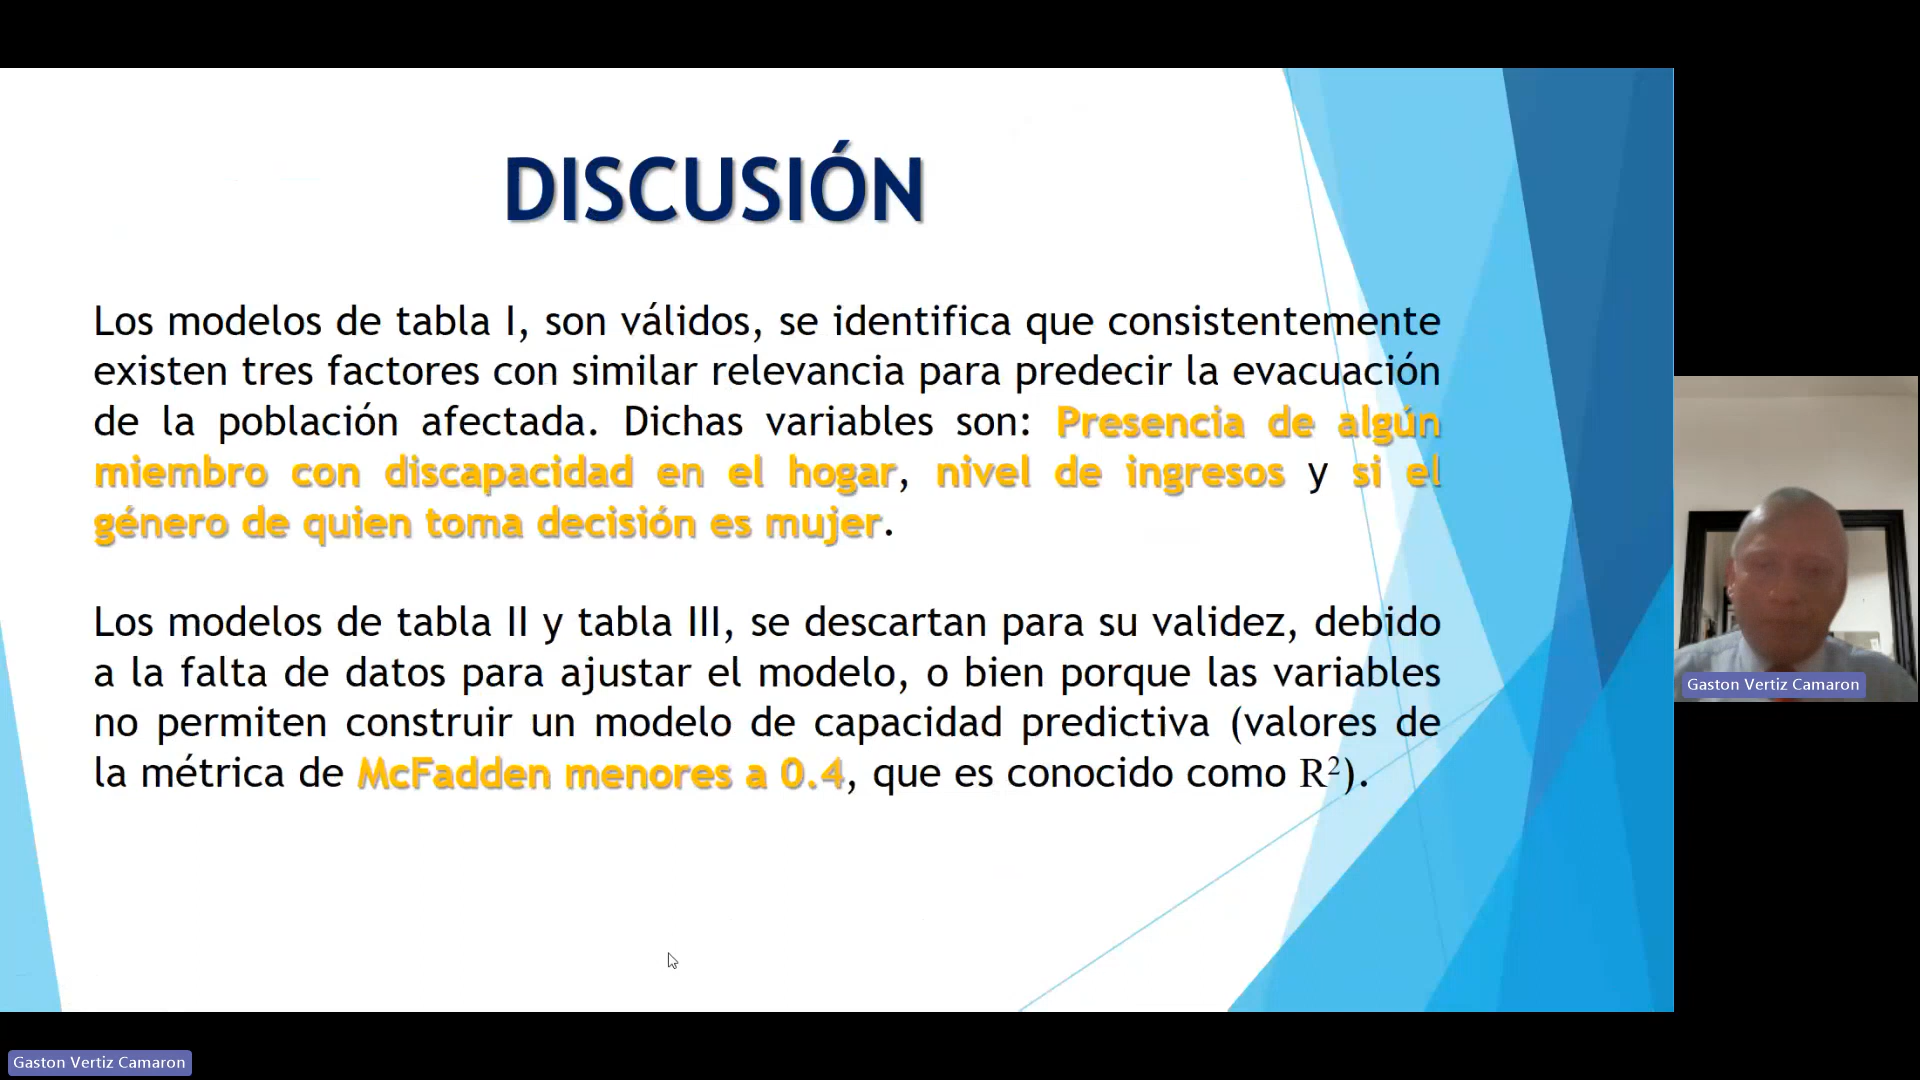 DISCUSIÓN
Los modelos de tabla I, son válidos, se identifica que consistentemente
existen tres factores con similar relevancia para predecir la evacuación
de la población afectada. Dichas variables son: Presencia de algún
miembro con discapacidad en el hogar, nivel de ingresos y si el
género de quien toma decisión es mujer.
Los modelos de tabla II y tabla III, se descartan para su validez, debido
a la falta de datos para ajustar el modelo, o bien porque las variables
no permiten construir un modelo de capacidad predictiva (valores de
la métrica de McFadden menores a 0.4, que es conocido como R²).
Gaston Vertiz Camaron
Gaston Vertiz Camaron